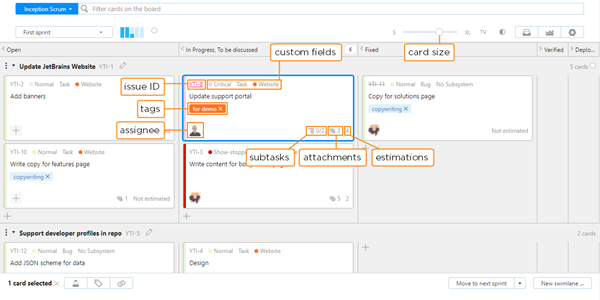 Inception Scrum
Filter cards on the board
First sprint
S
XL
TV
custom fields
card size
Open
In Progress, To be discussed
6
Fixed
Verified
Deplo...
Update JetBrains Website YTI-1
5 cards
YTI-2 Normal Task Website
Add banners
issue ID
Critical Task Website
Update support portal
tags
for demo
assignee
0/2
2
4
YTI-11 Normal Bug No Subsystem
Copy for solutions page
copywriting
Not estimated
subtasks
attachments
estimations
YTI-10 Normal Task Website
Write copy for features page
copywriting
1 Not estimated
YTI-3 Show-stopp
Write content for bo
5 2
Support developer profiles in repo YTI-5
2 cards
YTI-12 Normal Bug No Subsystem
Add JSON scheme for data
YTI-4 Normal Task Website
Design
1 card selected
Move to next sprint
New swimlane ...